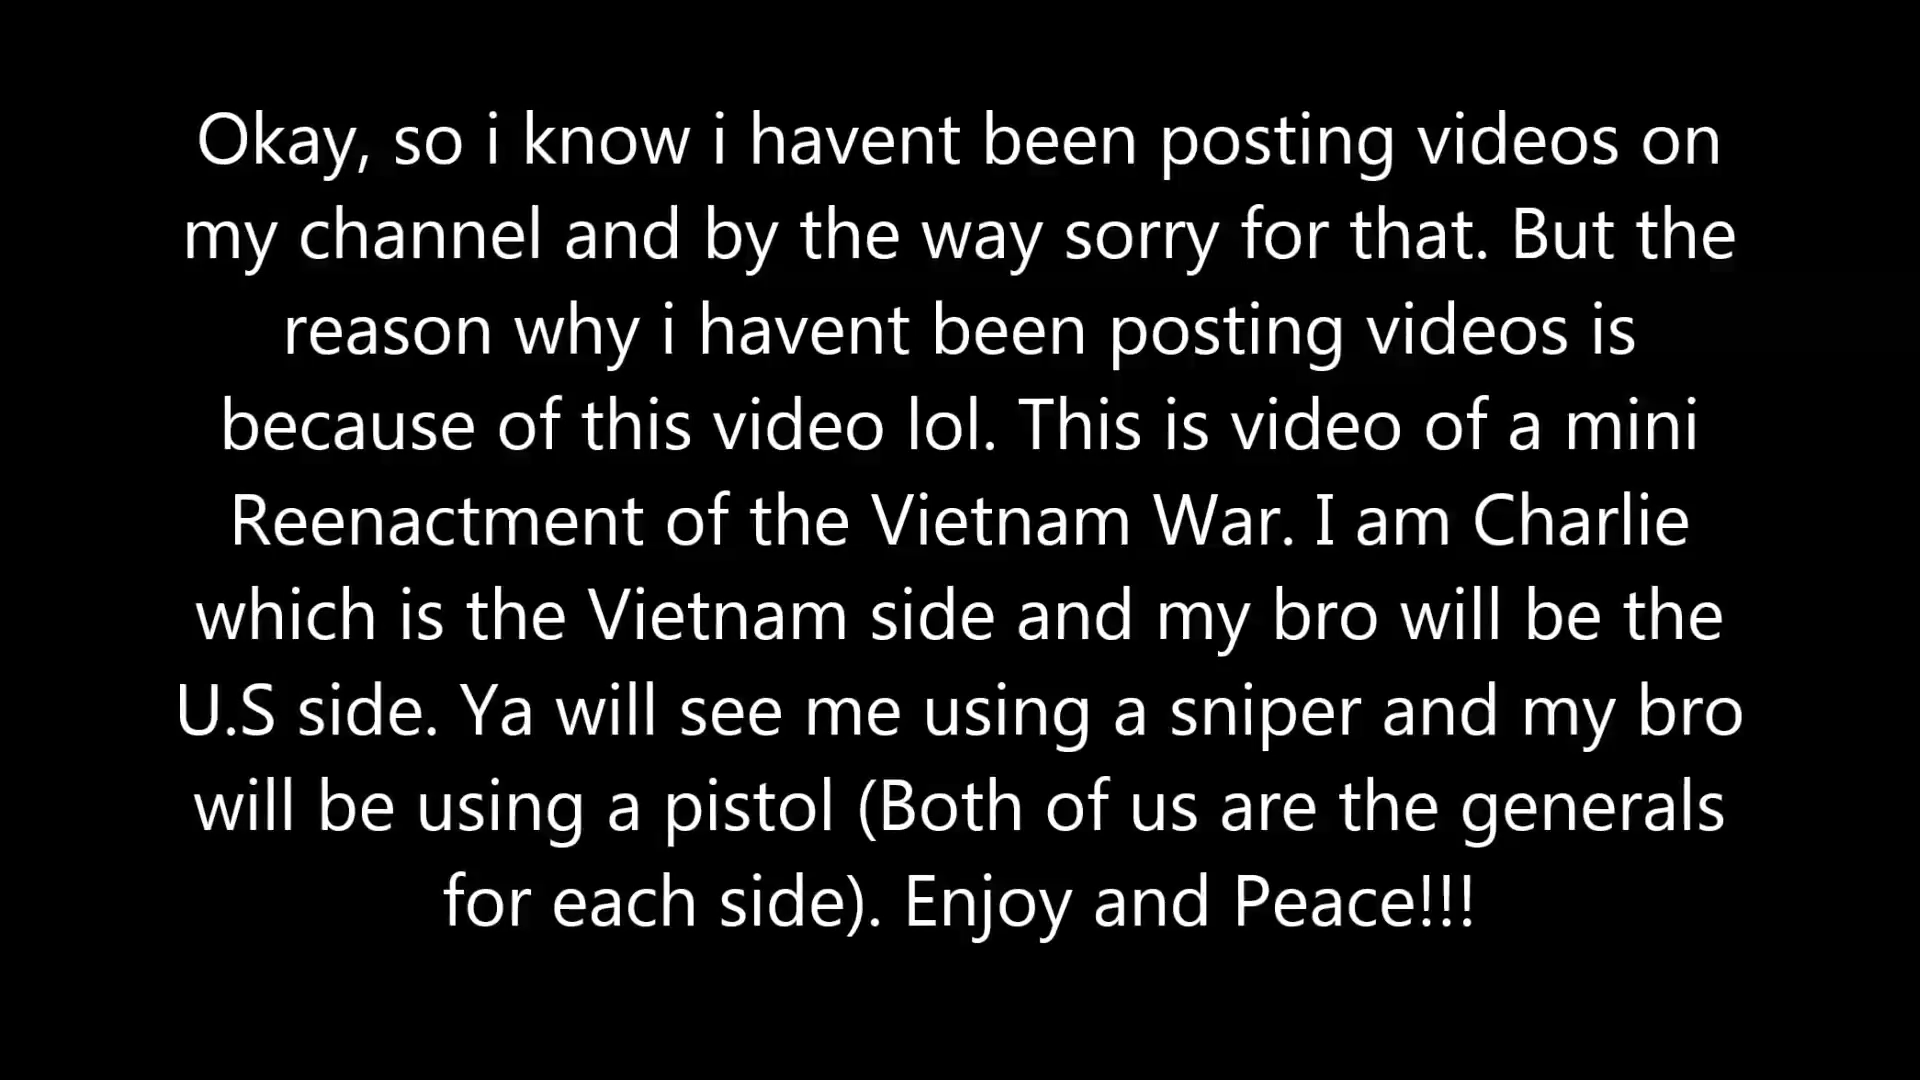 Okay, so i know i havent been posting videos on
my channel and by the way sorry for that. But the
reason why i havent been posting videos is
because of this video lol. This is video of a mini
Reenactment of the Vietnam War. I am Charlie
which is the Vietnam side and my bro will be the
U.S side. Ya will see me using a sniper and my bro
will be using a pistol (Both of us are the generals
for each side). Enjoy and Peace!!!